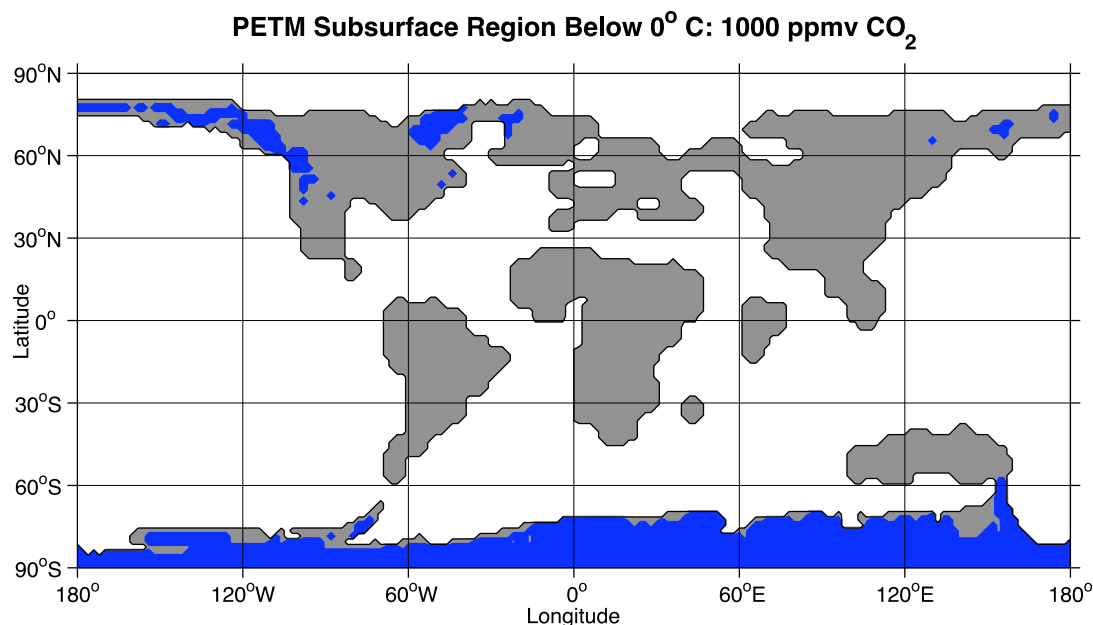 PETM Subsurface Region Below 0° C: 1000 ppmv CO₂
90°N
60°N
30°N
0°
30°S
60°S
90°S
Latitude
180° 120°W 60°W 0° 60°E 120°E 180°
Longitude